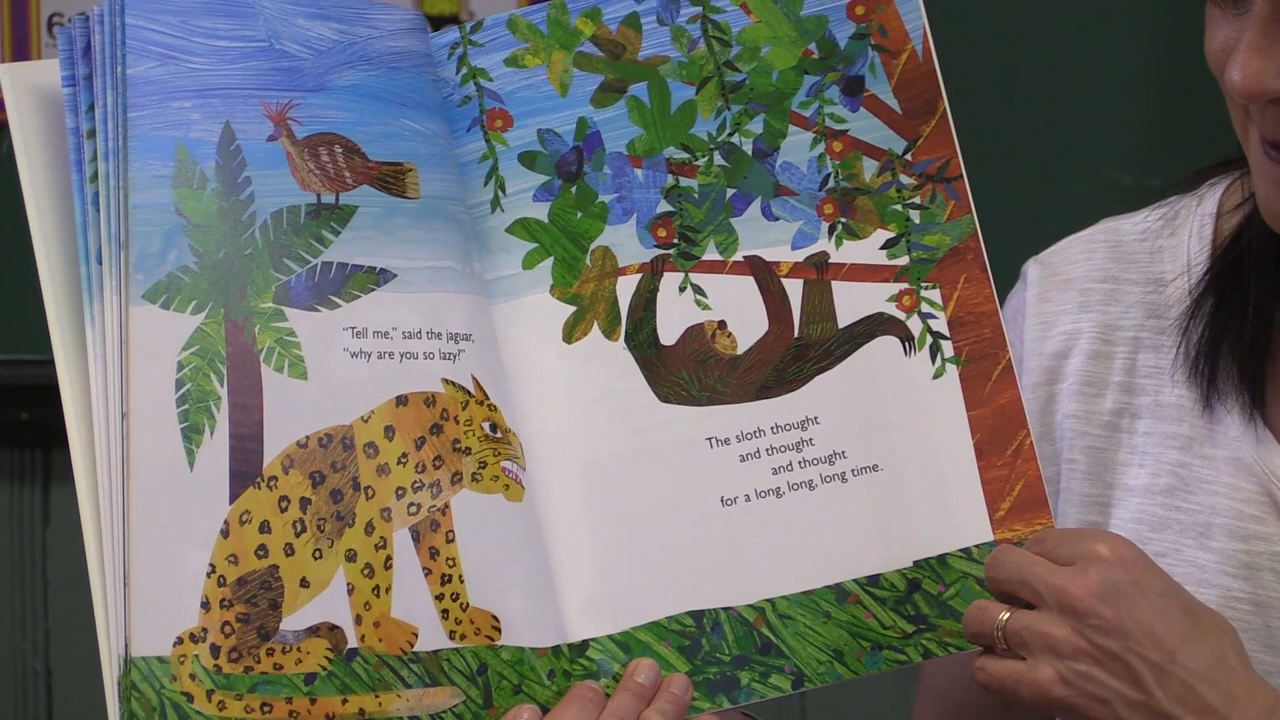 "Tell me," said the jaguar,
"why are you so lazy?"
The sloth thought
and thought
and thought
for a long, long, long time.